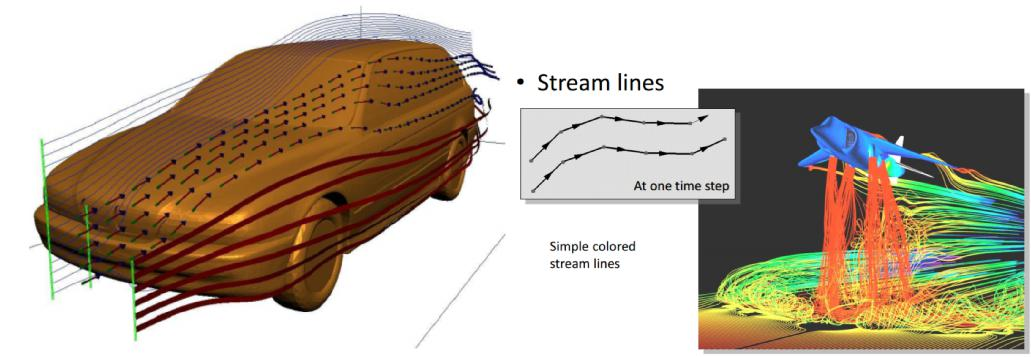 • Stream lines
At one time step
Simple colored
stream lines